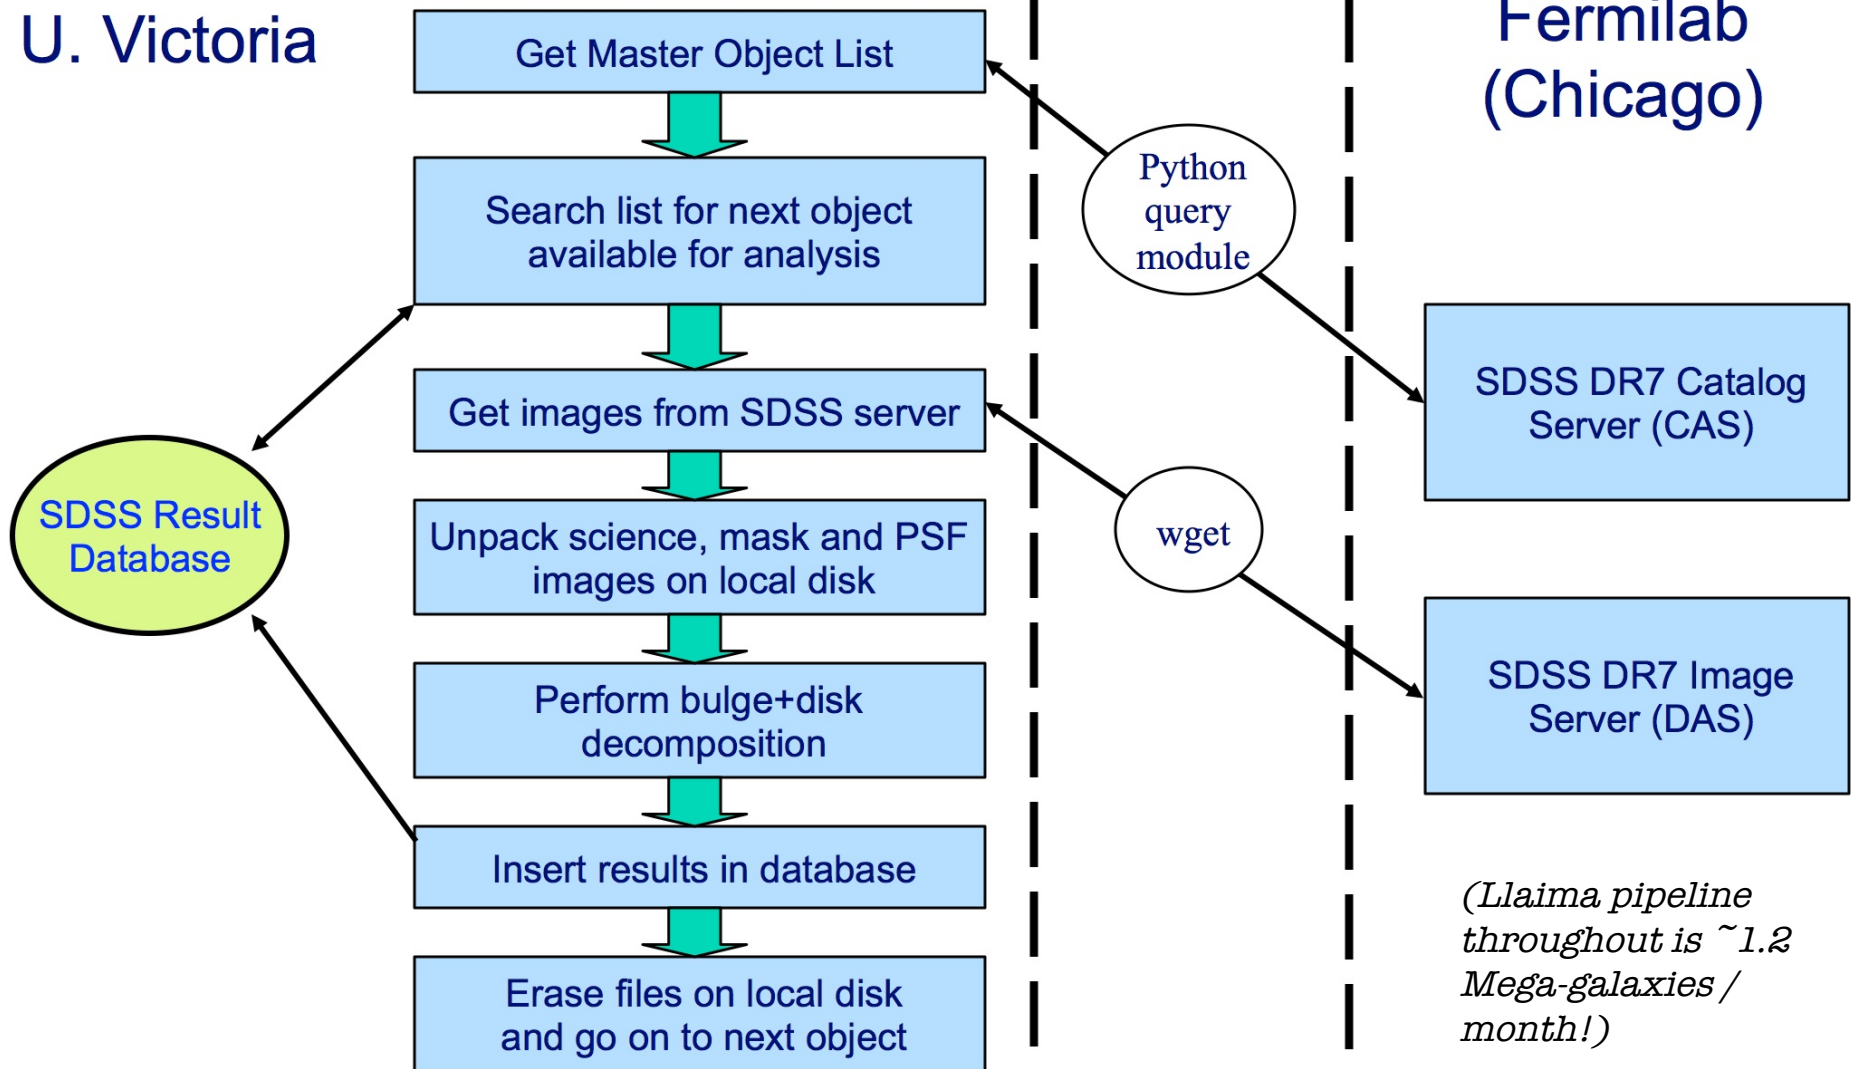 U. Victoria
Get Master Object List
Search list for next object
available for analysis
Get images from SDSS server
Unpack science, mask and PSF
images on local disk
Perform bulge+disk
decomposition
Insert results in database
Erase files on local disk
and go on to next object
SDSS Result
Database
Python
query
module
wget
Fermilab
(Chicago)
SDSS DR7 Catalog
Server (CAS)
SDSS DR7 Image
Server (DAS)
(Llaima pipeline
throughout is ~1.2
Mega-galaxies /
month!)